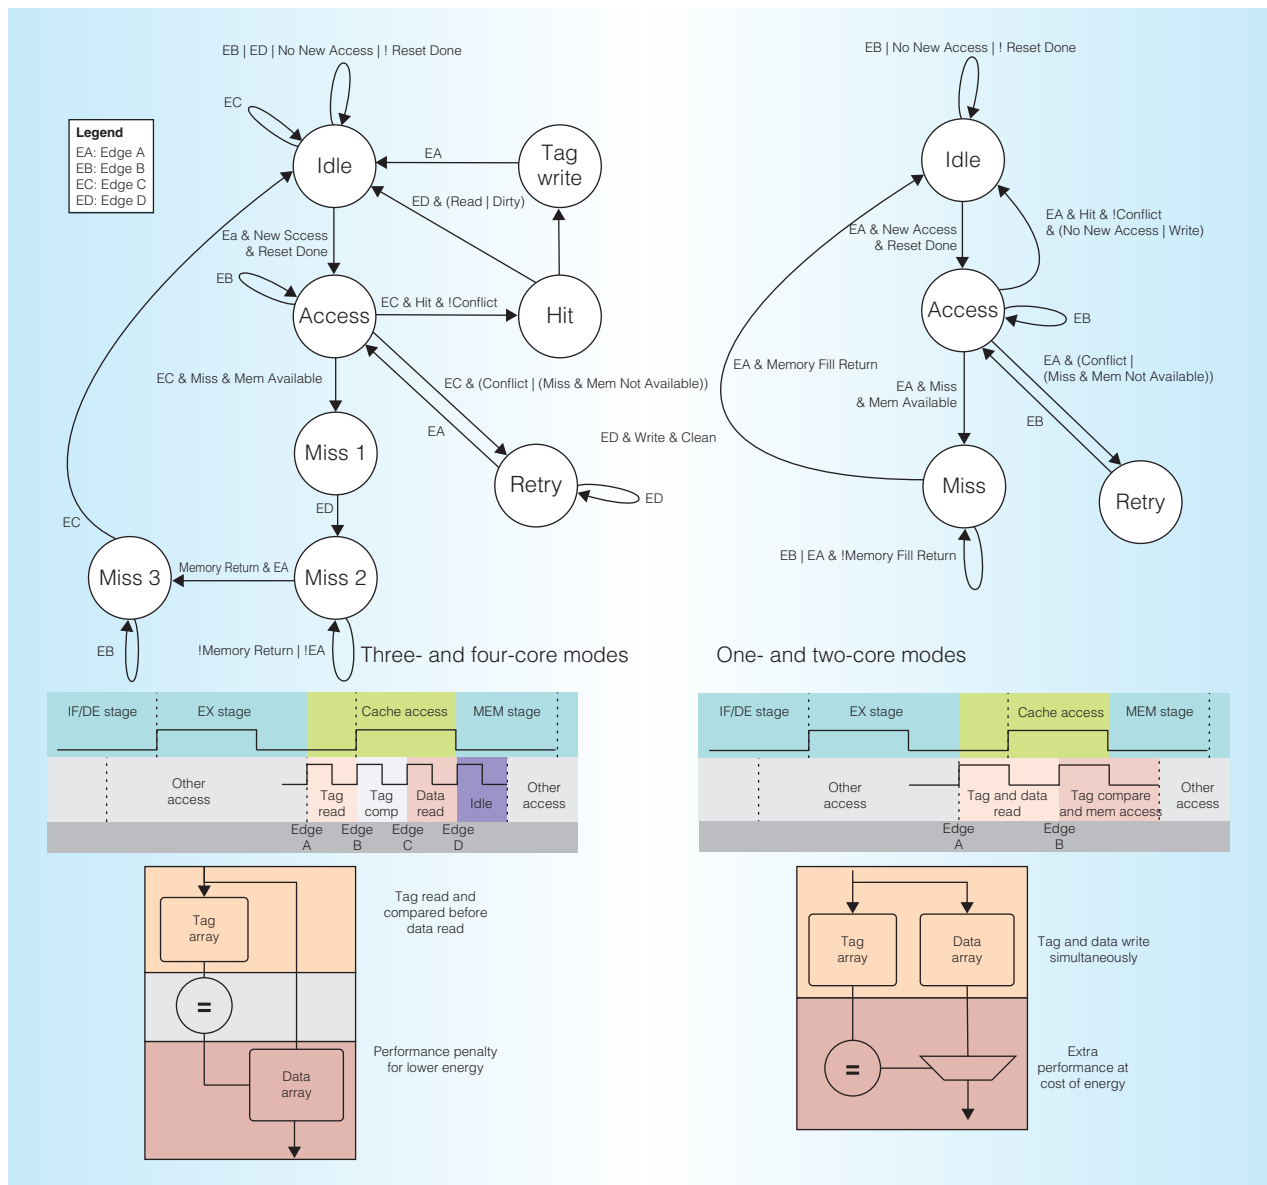 EB | ED | No New Access | ! Reset Done
EC
Legend
EA: Edge A
EB: Edge B
EC: Edge C
ED: Edge D
Idle
EA
Tag
write
ED & (Read | Dirty)
Ea & New Sccess
& Reset Done
EB
Access
EC & Hit & !Conflict
Hit
EC & Miss & Mem Available
EC & (Conflict | (Miss & Mem Not Available))
EA
ED & Write & Clean
Miss 1
Retry
ED
ED
EC
Miss 3
Memory Return & EA
Miss 2
EB
!Memory Return | !EA
Three- and four-core modes
EB | No New Access | ! Reset Done
Idle
EA & New Access
& Reset Done
EA & Hit & !Conflict
& (No New Access | Write)
Access
EB
EA & Memory Fill Return
EA & (Conflict |
(Miss & Mem Not Available))
EA & Miss
& Mem Available
EB
Miss
Retry
EB | EA & !Memory Fill Return
One- and two-core modes
IF/DE stage
EX stage
Cache access
MEM stage
Other
access
Tag
read
Tag
comp
Data
read
Idle
Other
access
Edge
A
Edge
B
Edge
C
Edge
D
Tag
array
=
Data
array
Tag read and
compared before
data read
Performance penalty
for lower energy
IF/DE stage
EX stage
Cache access
MEM stage
Other
access
Tag and data
read
Tag compare
and mem access
Other
access
Edge
A
Edge
B
Tag
array
Data
array
=
Tag and data write
simultaneously
Extra
performance at
cost of energy